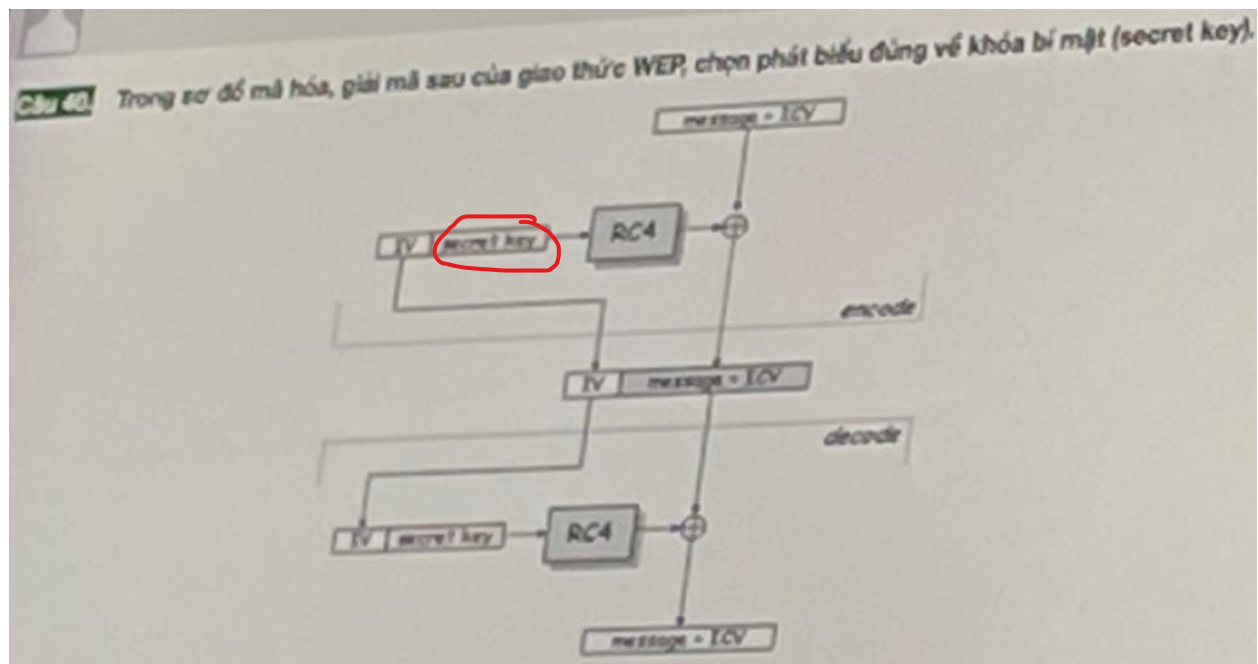 Câu 40. Trong sơ đồ mã hóa, giải mã sau của giao thức WEP, chọn phát biểu đúng về khóa bí mật (secret key).
message + ICV
IV secret key RC4
encode
IV message + ICV
decode
IV secret key RC4
message + ICV